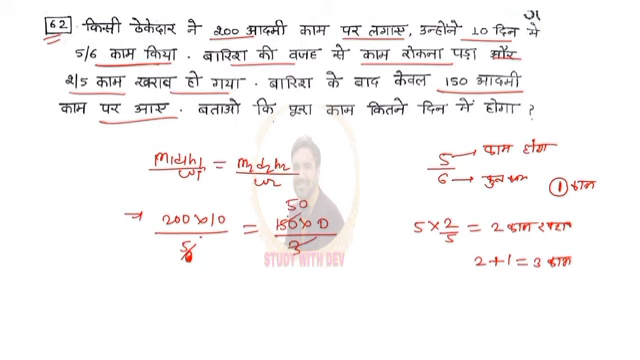 62. किसी ठेकेदार ने 200 आदमी काम पर लगाए, उन्होंने 10 दिन में
5/6 काम किया. बारिश की वजह से काम रोकना पड़ा और
2/5 काम खराब हो गया. बारिश के बाद केवल 150 आदमी
काम पर आए. बताओ कि पूरा काम कितने दिन में होगा?
M1d1h1/W1 = M2d2h2/W2
5 → काम होगा
6
1 काम
50
→ 200×10/5 = 150×D/3
5 × 2/5 = 2 काम खराब
2+1 = 3 काम
STUDY WITH DEV